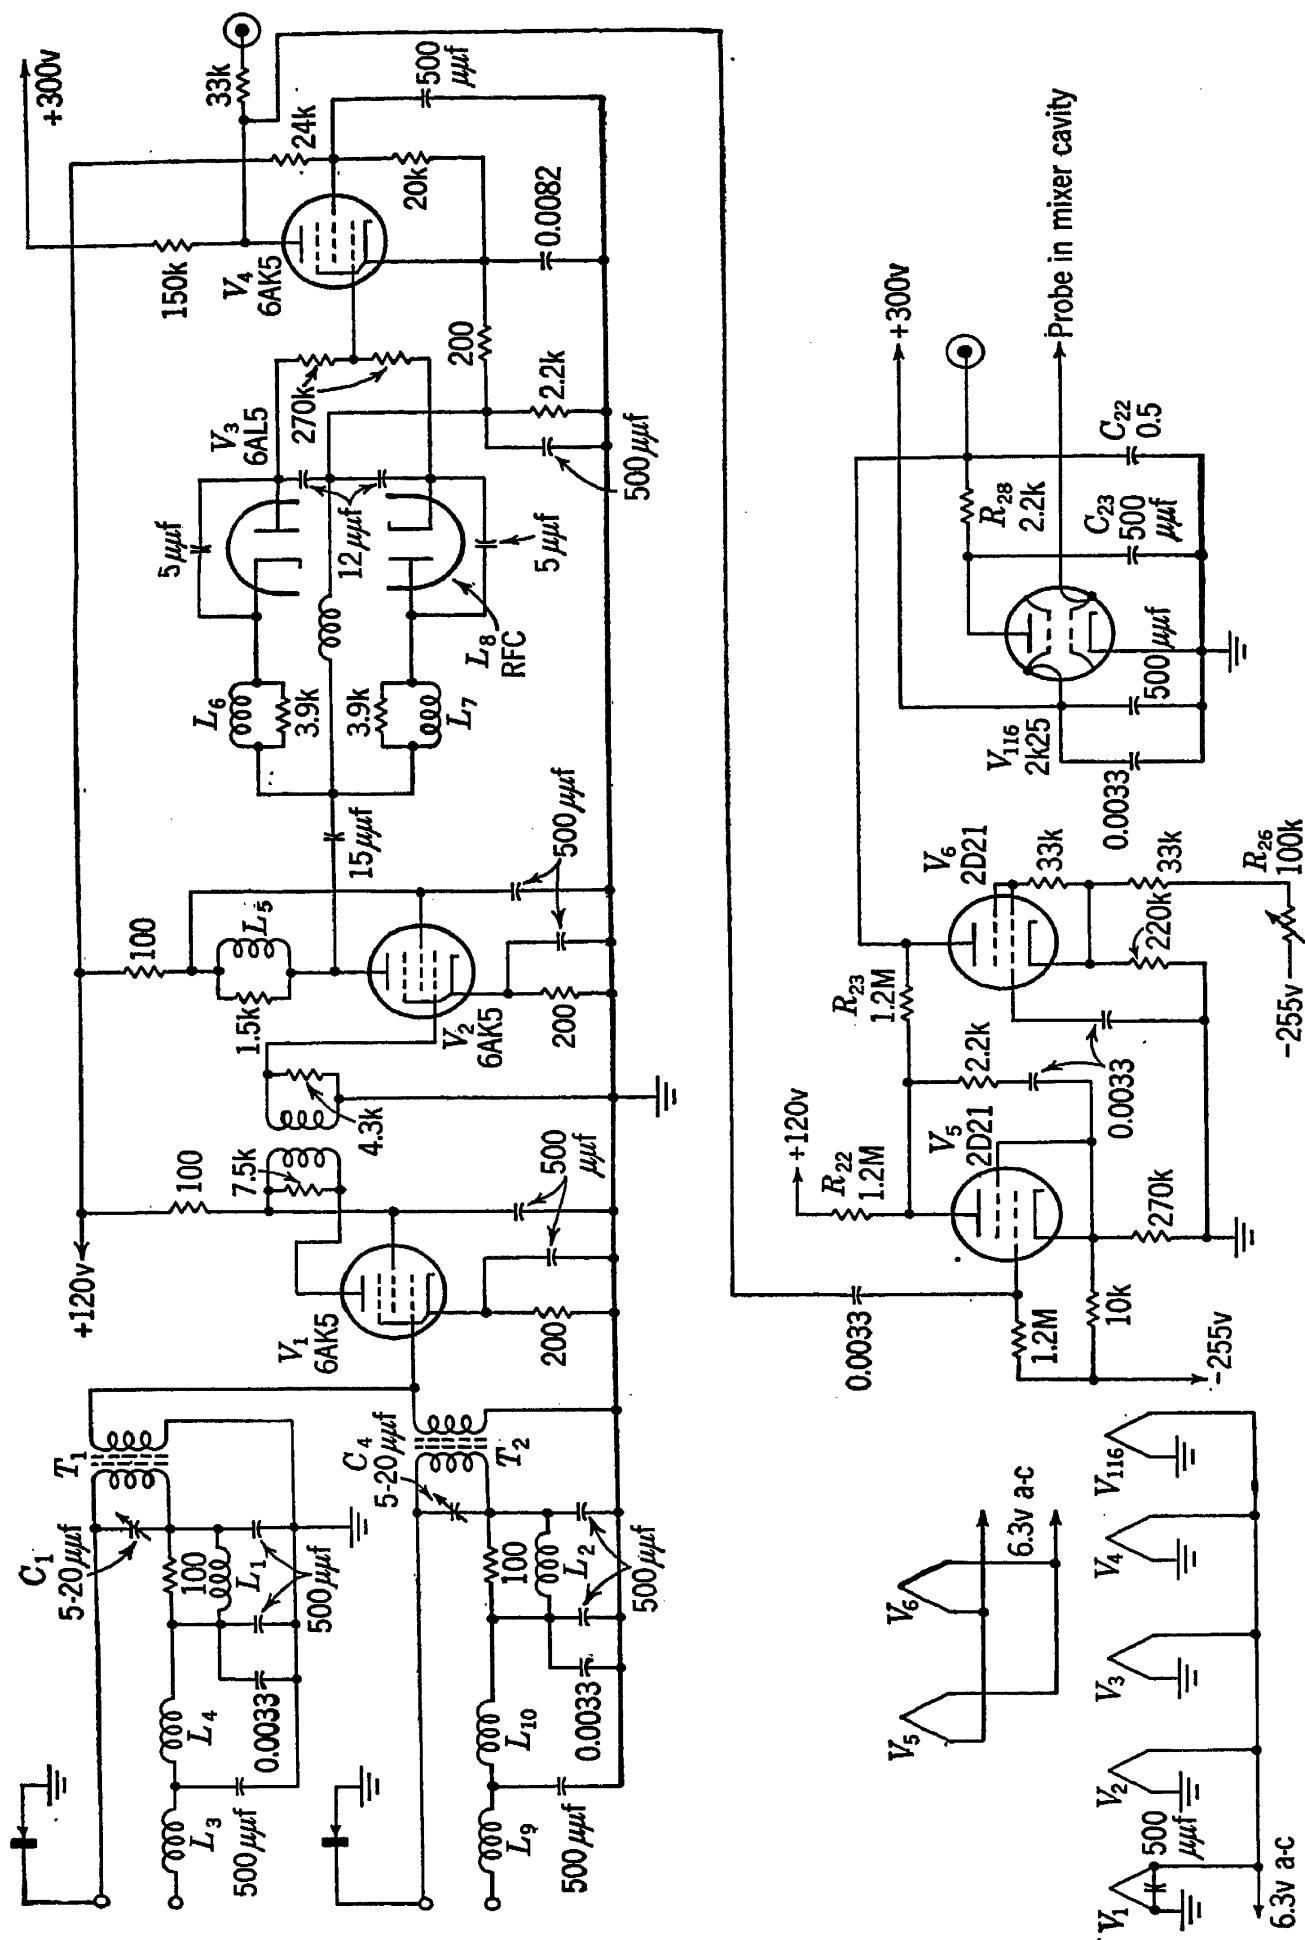 +300v
33k
500
μμf
24k
20k
0.0082
150k
V4
6AK5
200
2.2k
500μμf
270k
V3
6AL5
5μμf
12μμf
5μμf
L8
RFC
L6
3.9k
3.9k
L7
15μμf
500μμf
100
L5
1.5k
V2
6AK5
200
4.3k
7.5k
100
500
μμf
+120v
V1
6AK5
200
T1
C1
5-20μμf
100
L1
500μμf
0.0033
L4
L3
500μμf
C4
5-20μμf
T2
100
L2
500μμf
0.0033
L10
L9
500μμf
Probe in mixer cavity
+300v
C22
0.5
R28
2.2k
C23
500
μμf
500μμf
V116
2k25
0.0033
V6
2D21
33k
33k
R26
100k
220k
-255v
R23
1.2M
2.2k
0.0033
+120v
R22
1.2M
V5
2D21
270k
10k
0.0033
1.2M
-255v
V6
6.3v a-c
V5
V116
V4
V3
V2
500
μμf
V1
6.3v a-c